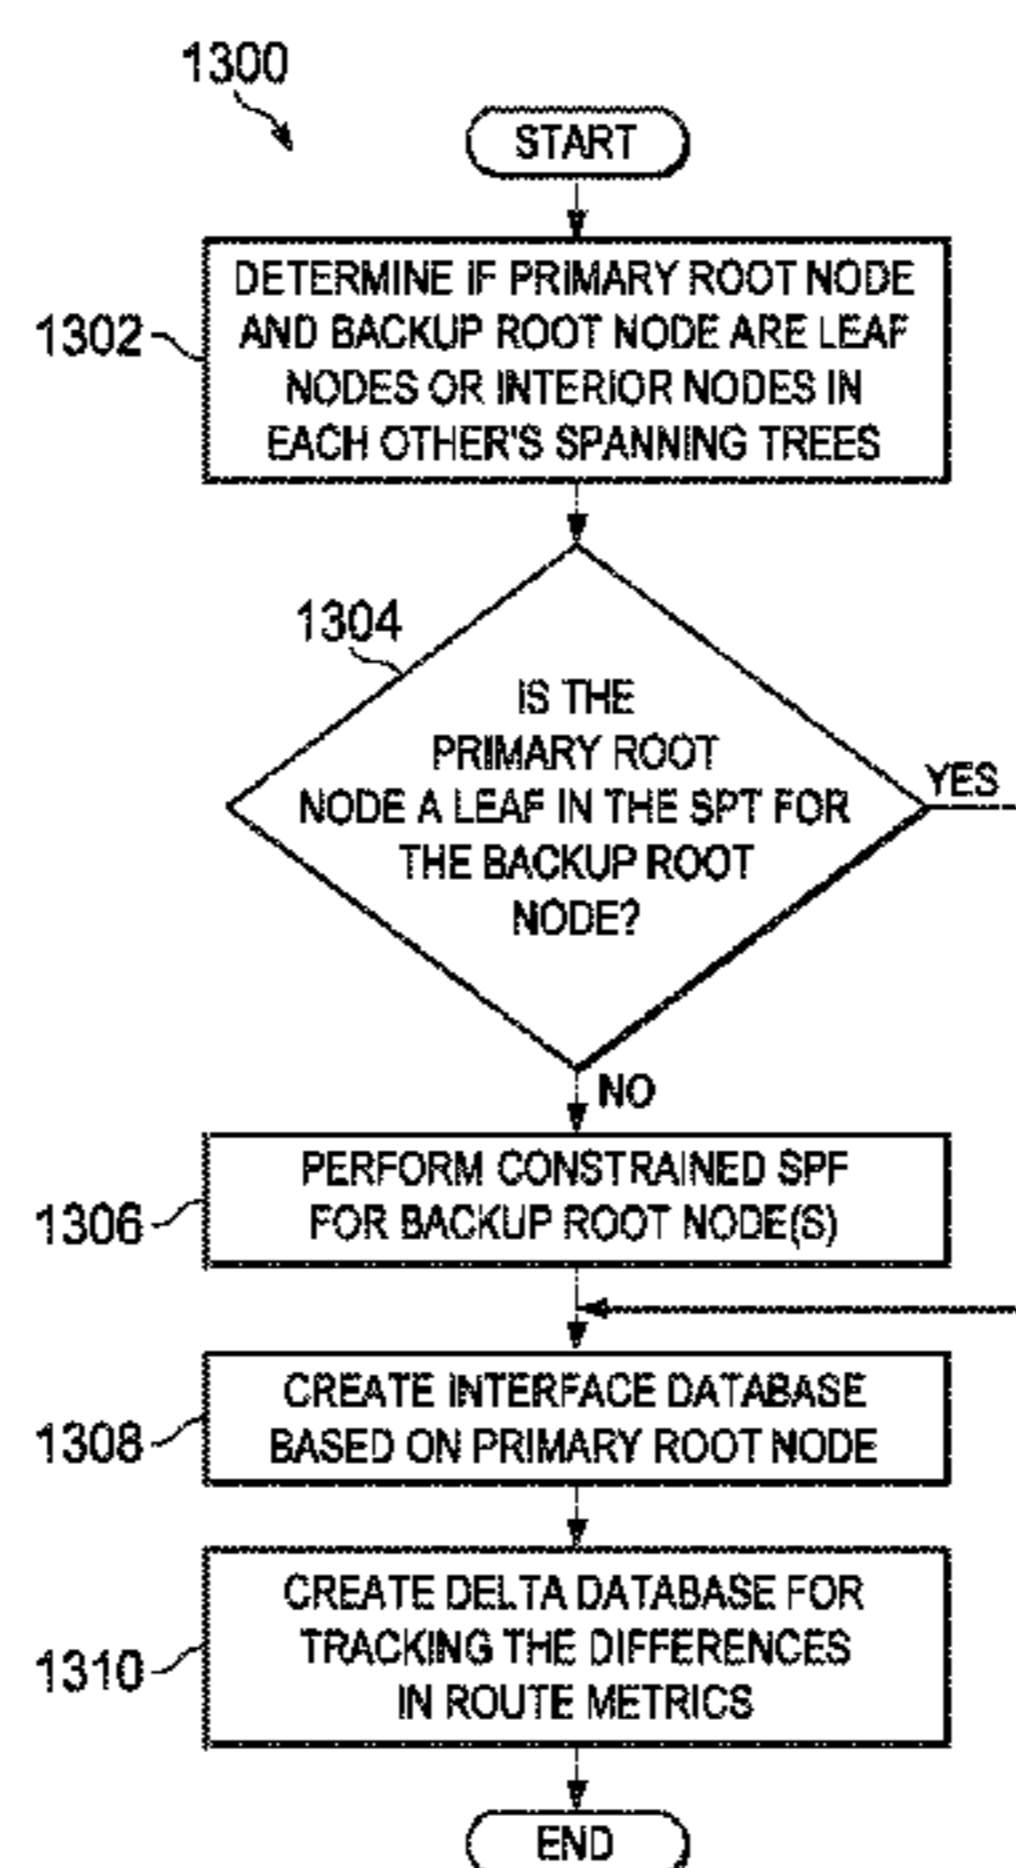 1300
START
1302
DETERMINE IF PRIMARY ROOT NODE
AND BACKUP ROOT NODE ARE LEAF
NODES OR INTERIOR NODES IN
EACH OTHER'S SPANNING TREES
1304
IS THE
PRIMARY ROOT
NODE A LEAF IN THE SPT FOR
THE BACKUP ROOT
NODE?
YES
NO
1306
PERFORM CONSTRAINED SPF
FOR BACKUP ROOT NODE(S)
1308
CREATE INTERFACE DATABASE
BASED ON PRIMARY ROOT NODE
1310
CREATE DELTA DATABASE FOR
TRACKING THE DIFFERENCES
IN ROUTE METRICS
END